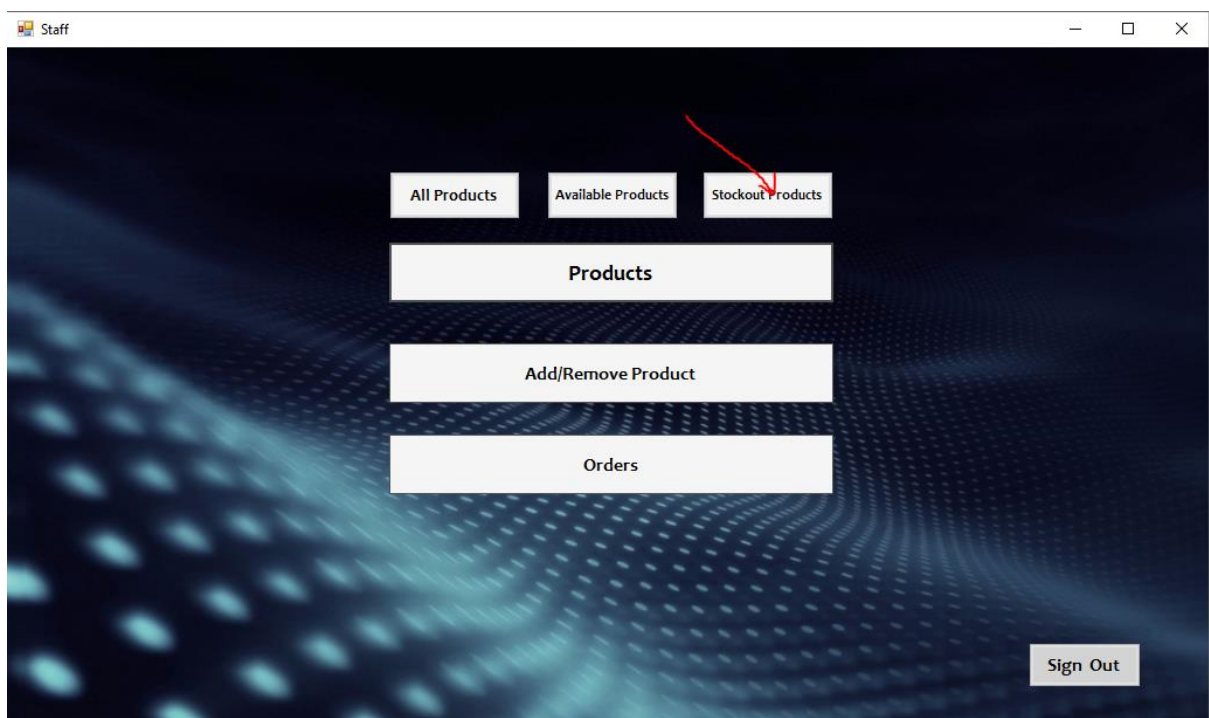 Staff
All Products Available Products Stockout Products
Products
Add/Remove Product
Orders
Sign Out